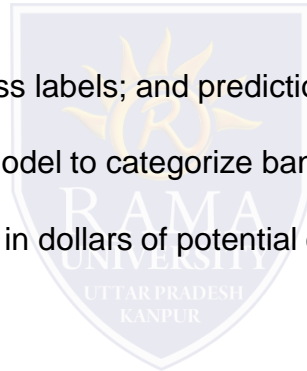 ss labels; and predictio
odel to categorize ban
in dollars of potential
RAMA
UNIVERSITY
UTTAR PRADESH
KANPUR